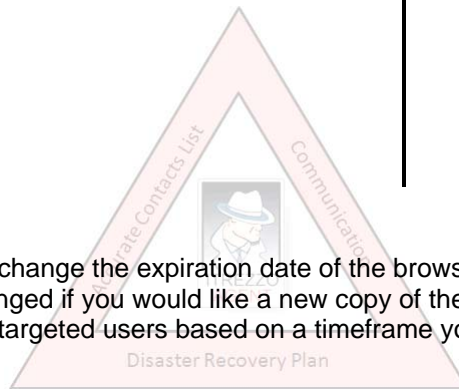 Accurate Contacts List
Communication
ITREZZO
change the expiration date of the brows
nged if you would like a new copy of the
targeted users based on a timeframe yo
Disaster Recovery Plan